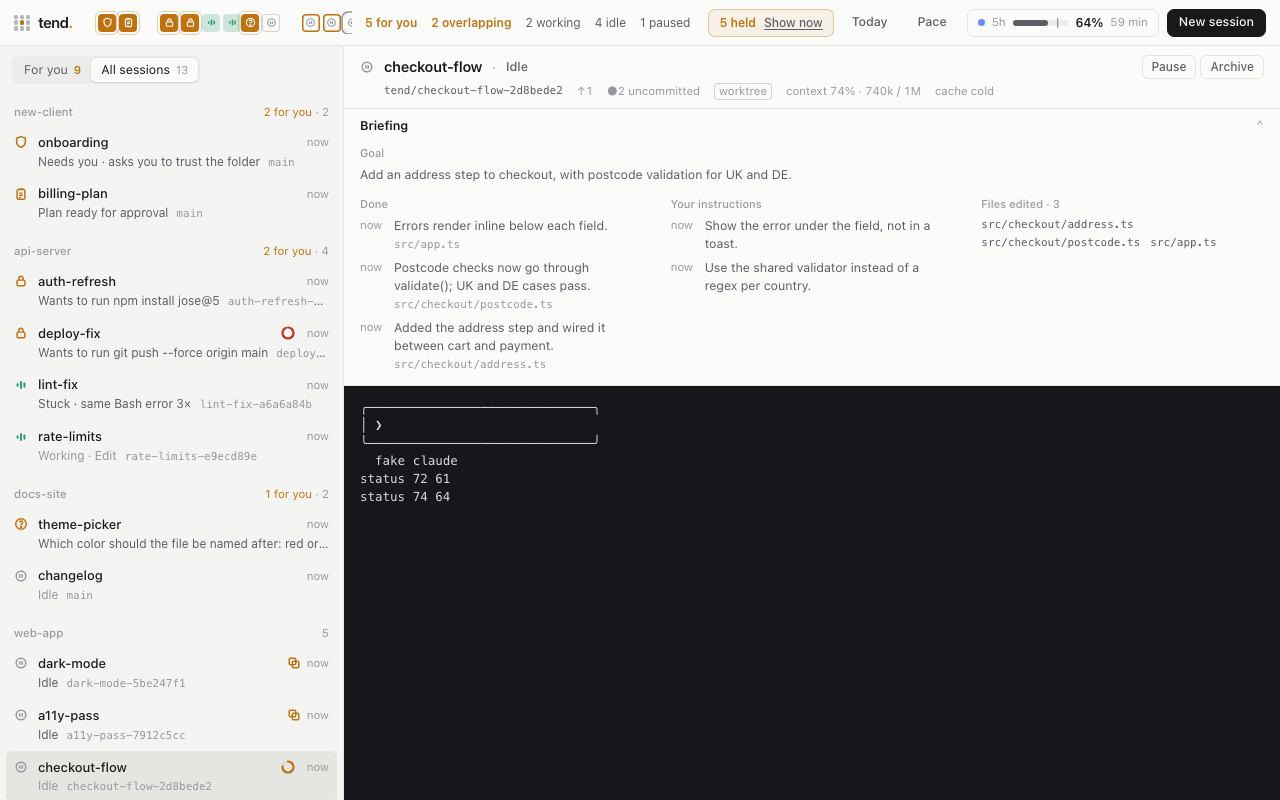 tend.
5 for you 2 overlapping 2 working 4 idle 1 paused
5 held Show now
Today
Pace
5h 64% 59 min
New session
For you 9
All sessions 13
new-client 2 for you · 2
onboarding now
Needs you · asks you to trust the folder main
billing-plan now
Plan ready for approval main
api-server 2 for you · 4
auth-refresh now
Wants to run npm install jose@5 auth-refresh-…
deploy-fix now
Wants to run git push --force origin main deploy…
lint-fix now
Stuck · same Bash error 3× lint-fix-a6a6a84b
rate-limits now
Working · Edit rate-limits-e9ecd89e
docs-site 1 for you · 2
theme-picker now
Which color should the file be named after: red or…
changelog now
Idle main
web-app 5
dark-mode now
Idle dark-mode-5be247f1
a11y-pass now
Idle a11y-pass-7912c5cc
checkout-flow now
Idle checkout-flow-2d8bede2
checkout-flow · Idle
Pause
Archive
tend/checkout-flow-2d8bede2 ↑1 ●2 uncommitted worktree context 74% · 740k / 1M cache cold
Briefing
Goal
Add an address step to checkout, with postcode validation for UK and DE.
Done
now Errors render inline below each field.
src/app.ts
now Postcode checks now go through
validate(); UK and DE cases pass.
src/checkout/postcode.ts
now Added the address step and wired it
between cart and payment.
src/checkout/address.ts
Your instructions
now Show the error under the field, not in a
toast.
now Use the shared validator instead of a
regex per country.
Files edited · 3
src/checkout/address.ts
src/checkout/postcode.ts src/app.ts
❯
fake claude
status 72 61
status 74 64